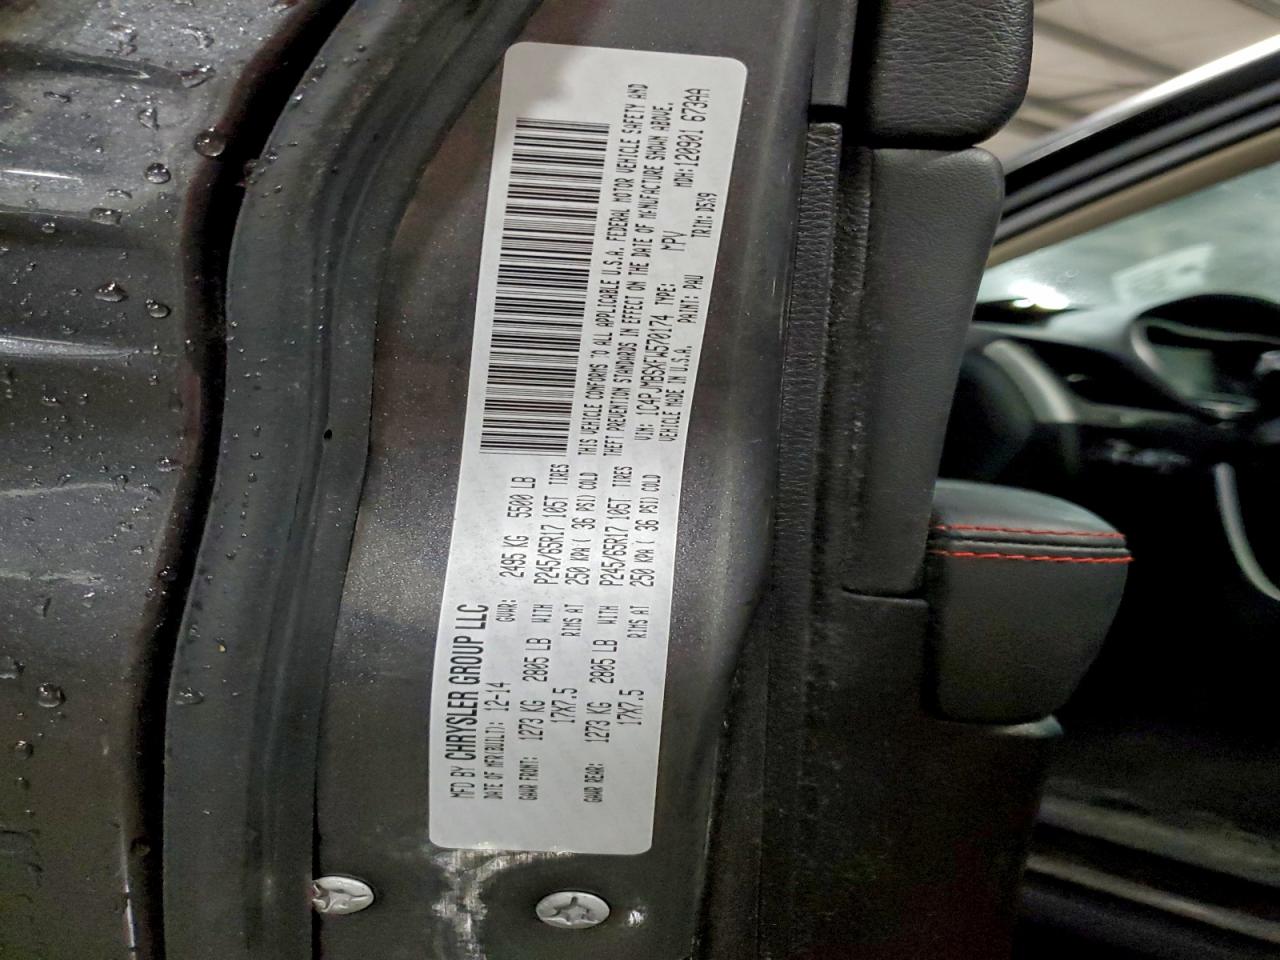 MFD BY CHRYSLER GROUP LLC
DATE OF MFR(BUILT): 12-14 GVWR: 2495 KG 5500 LB
GAWR FRONT: 1273 KG 2805 LB WITH P245/65R17 105T TIRES
17X7.5 RIMS AT 250 KPA( 36 PSI) COLD
GAWR REAR: 1273 KG 2805 LB WITH P245/65R17 105T TIRES
17X7.5 RIMS AT 250 KPA( 36 PSI) COLD
THIS VEHICLE CONFORMS TO ALL APPLICABLE U.S.A. FEDERAL MOTOR VEHICLE SAFETY AND
THEFT PREVENTION STANDARDS IN EFFECT ON THE DATE OF MANUFACTURE SHOWN ABOVE.
VIN: 1C4PJMBSXFW570174 TYPE: MPV MDH:120901 673AA
VEHICLE MADE IN U.S.A. PAINT: PAU TRIM: D5X9